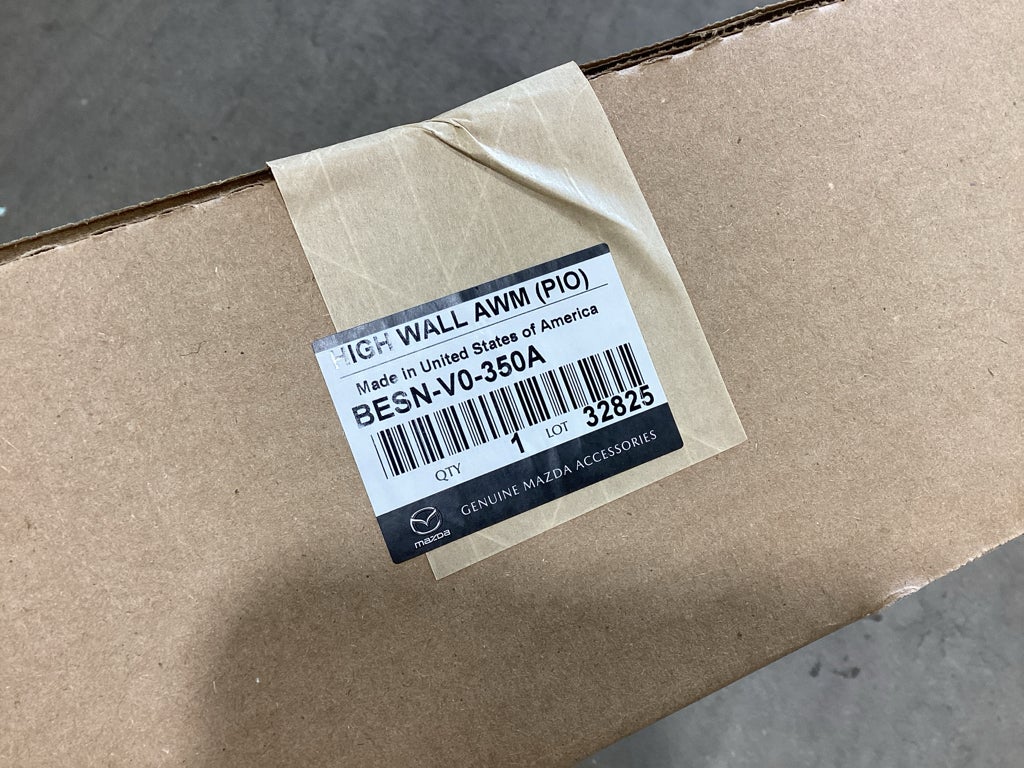 HIGH WALL AWM (PIO)
Made in United States of America
BESN-V0-350A
QTY 1 LOT 32825
mazda GENUINE MAZDA ACCESSORIES